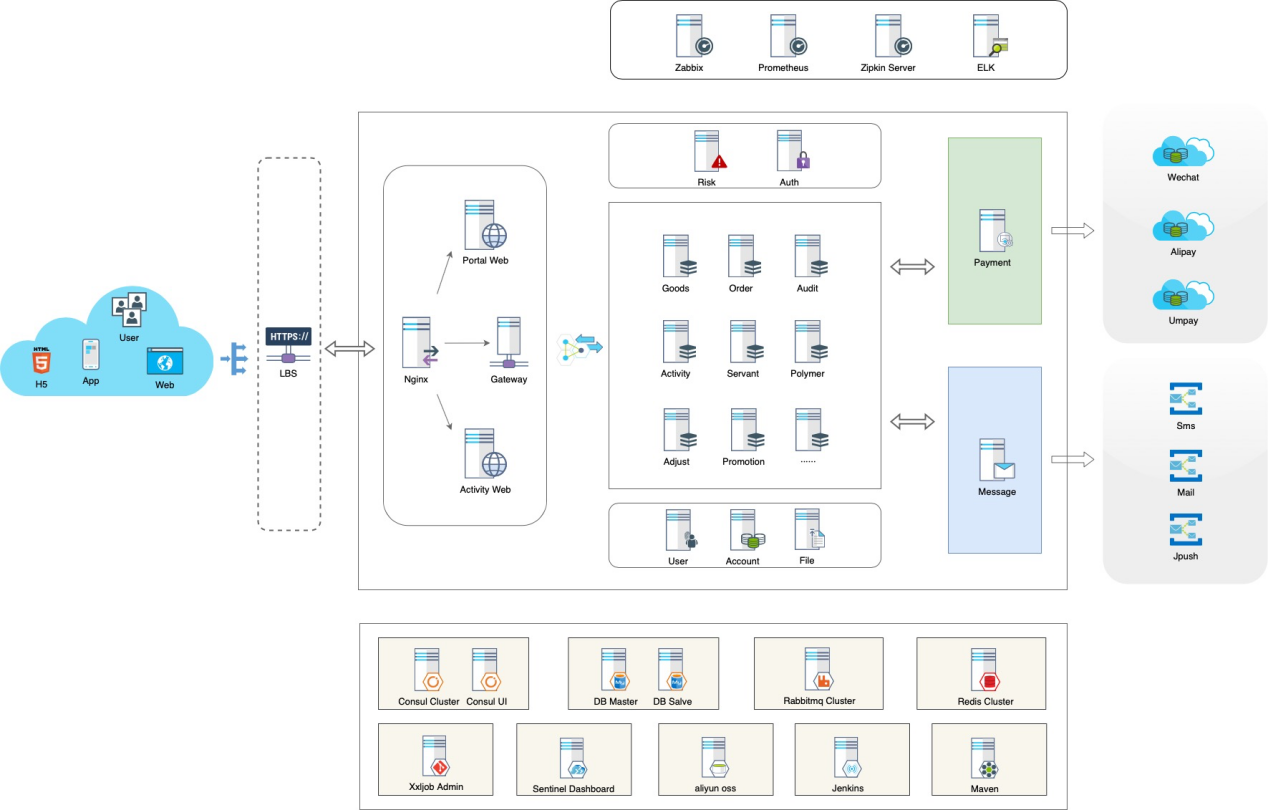 Zabbix
Prometheus
Zipkin Server
ELK
Risk
Auth
Wechat
Alipay
Umpay
Portal Web
Payment
Goods
Order
Audit
User
HTML
H5
App
Web
HTTPS://
LBS
Nginx
Gateway
Activity
Servant
Polymer
Adjust
Promotion
......
Activity Web
Message
Sms
Mail
Jpush
User
Account
File
Consul Cluster
Consul UI
DB Master
DB Salve
Rabbitmq Cluster
Redis Cluster
Xxljob Admin
Sentinel Dashboard
aliyun oss
Jenkins
Maven